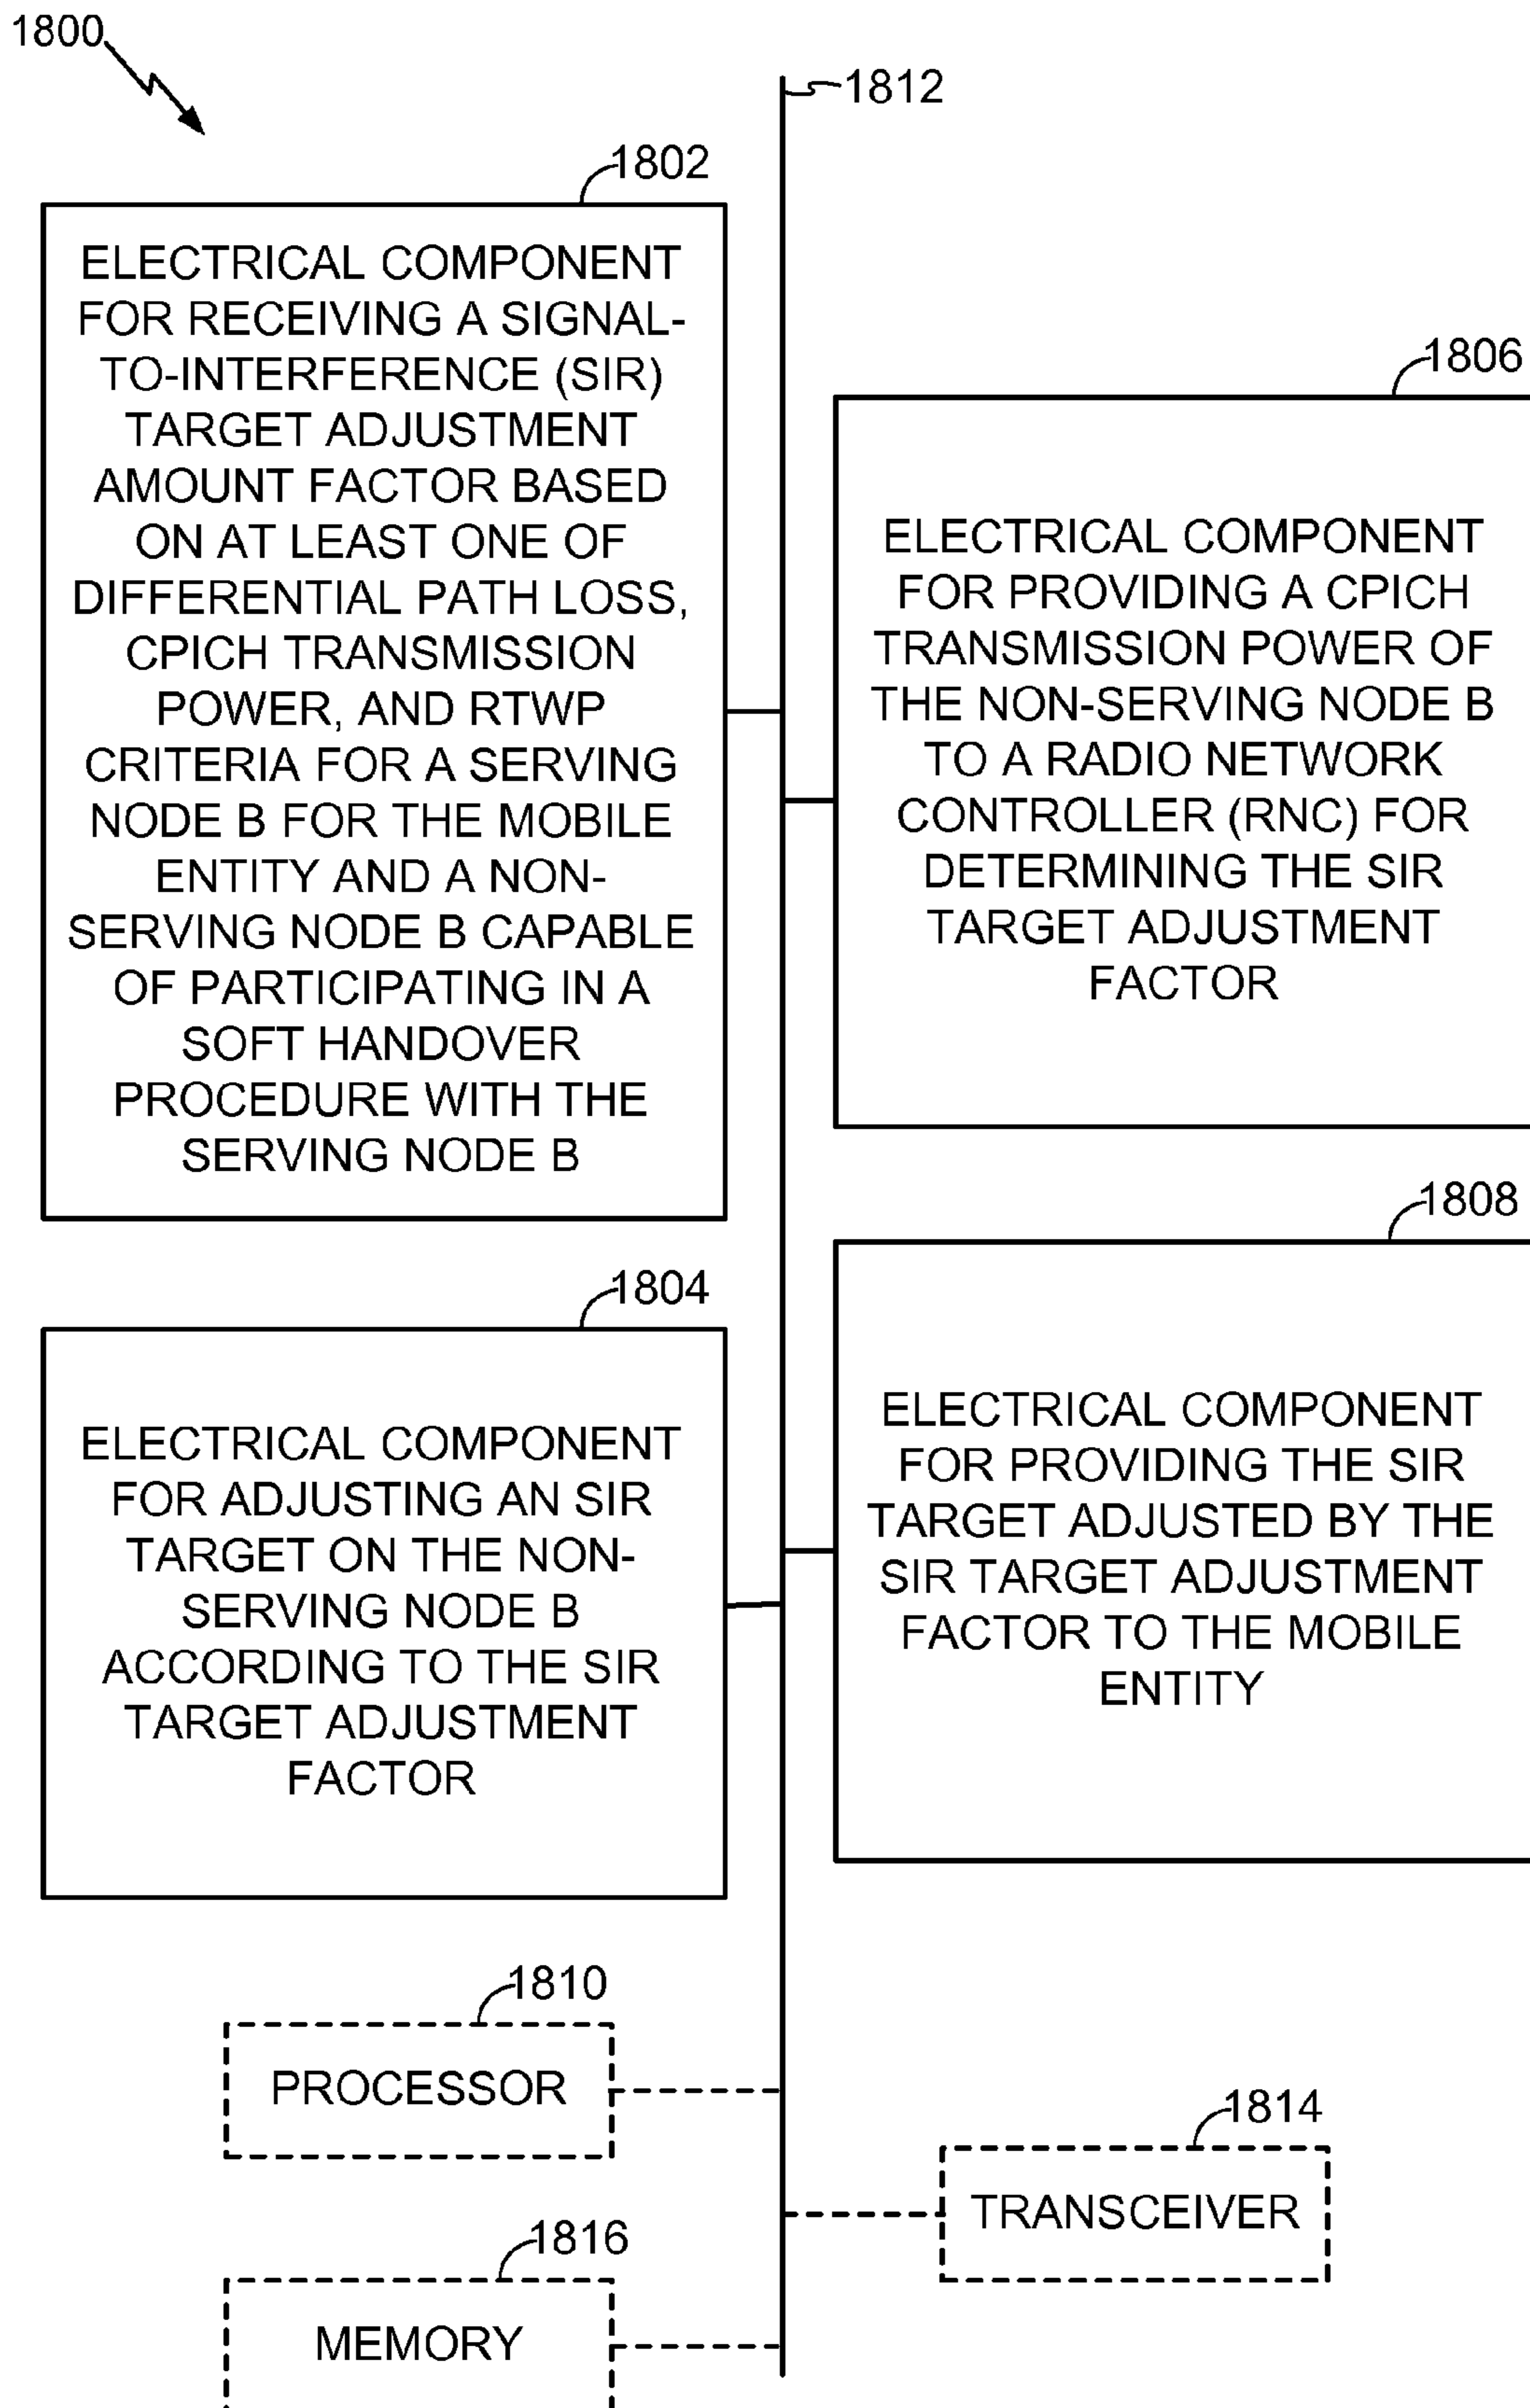 1800
1812
1802
ELECTRICAL COMPONENT
FOR RECEIVING A SIGNAL-
TO-INTERFERENCE (SIR)
TARGET ADJUSTMENT
AMOUNT FACTOR BASED
ON AT LEAST ONE OF
DIFFERENTIAL PATH LOSS,
CPICH TRANSMISSION
POWER, AND RTWP
CRITERIA FOR A SERVING
NODE B FOR THE MOBILE
ENTITY AND A NON-
SERVING NODE B CAPABLE
OF PARTICIPATING IN A
SOFT HANDOVER
PROCEDURE WITH THE
SERVING NODE B
1806
ELECTRICAL COMPONENT
FOR PROVIDING A CPICH
TRANSMISSION POWER OF
THE NON-SERVING NODE B
TO A RADIO NETWORK
CONTROLLER (RNC) FOR
DETERMINING THE SIR
TARGET ADJUSTMENT
FACTOR
1804
ELECTRICAL COMPONENT
FOR ADJUSTING AN SIR
TARGET ON THE NON-
SERVING NODE B
ACCORDING TO THE SIR
TARGET ADJUSTMENT
FACTOR
1808
ELECTRICAL COMPONENT
FOR PROVIDING THE SIR
TARGET ADJUSTED BY THE
SIR TARGET ADJUSTMENT
FACTOR TO THE MOBILE
ENTITY
1810
PROCESSOR
1814
TRANSCEIVER
1816
MEMORY